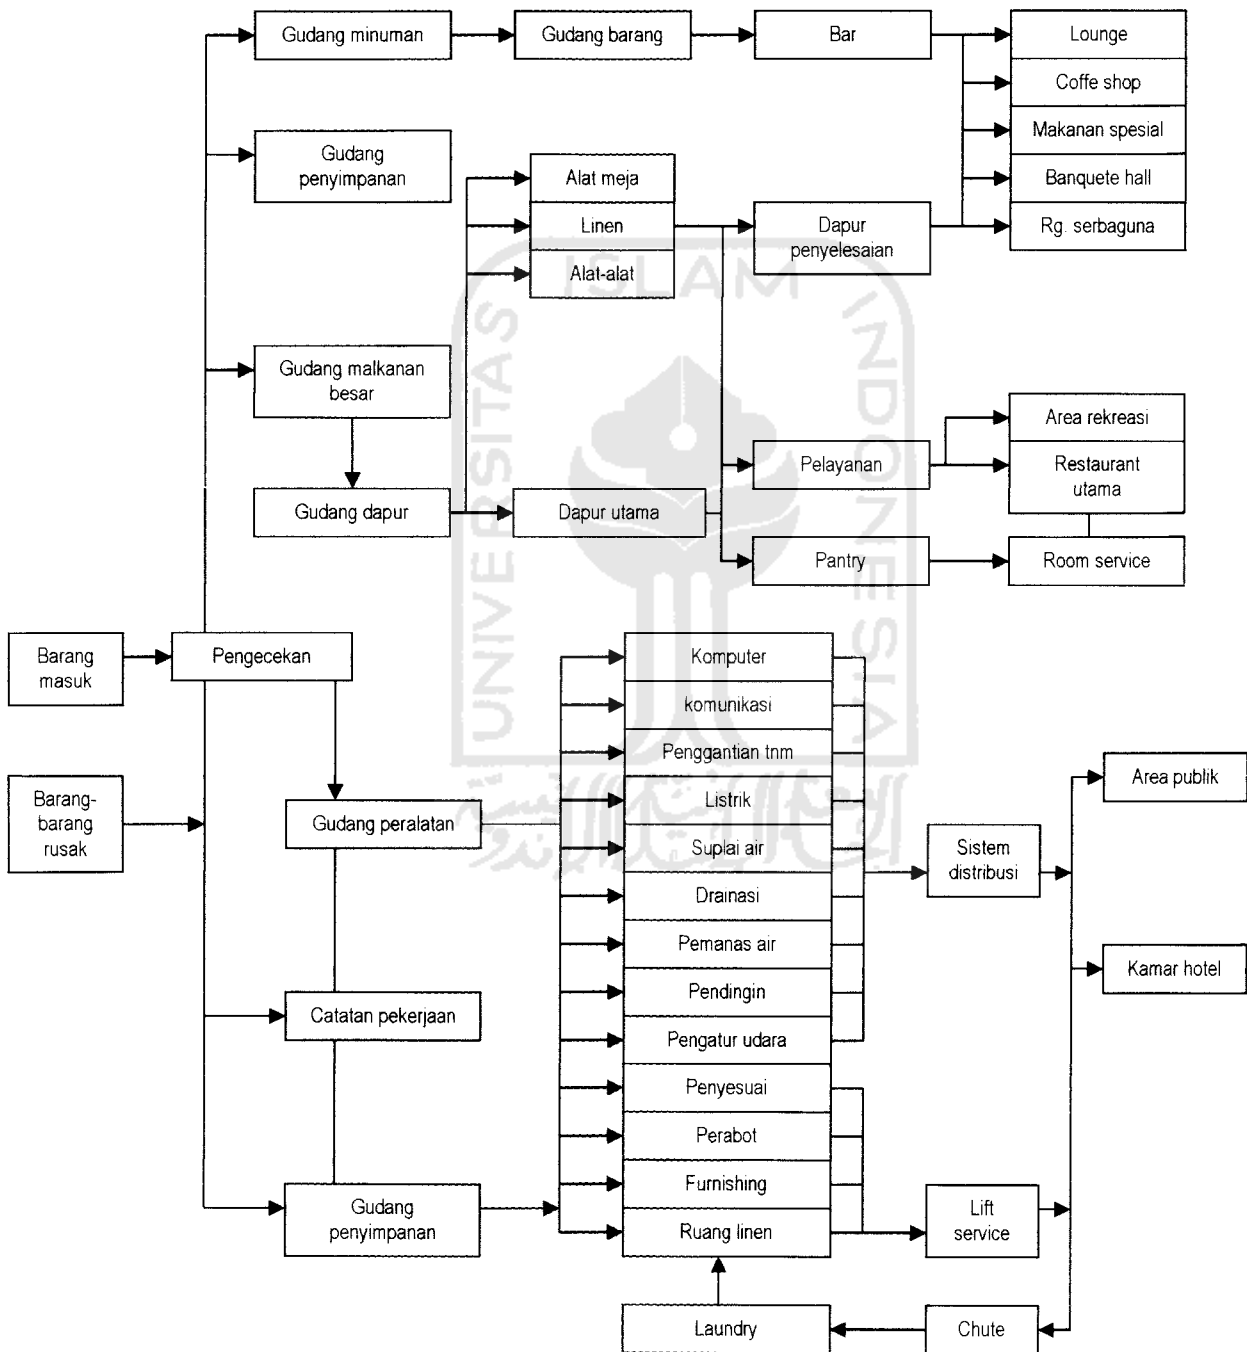 Gudang minuman
Gudang barang
Bar
Lounge
Coffe shop
Makanan spesial
Banquete hall
Rg. serbaguna
Gudang
penyimpanan
Alat meja
Linen
Alat-alat
Dapur
penyelesaian
Gudang malkanan
besar
Gudang dapur
Dapur utama
Pelayanan
Area rekreasi
Restaurant
utama
Pantry
Room service
Barang
masuk
Pengecekan
Barang-
barang
rusak
Gudang peralatan
Catatan pekerjaan
Gudang
penyimpanan
Komputer
komunikasi
Penggantian tnm
Listrik
Suplai air
Drainasi
Pemanas air
Pendingin
Pengatur udara
Penyesuai
Perabot
Furnishing
Ruang linen
Sistem
distribusi
Area publik
Kamar hotel
Lift
service
Laundry
Chute
UNIVERSITAS
ISLAM
INDONESIA